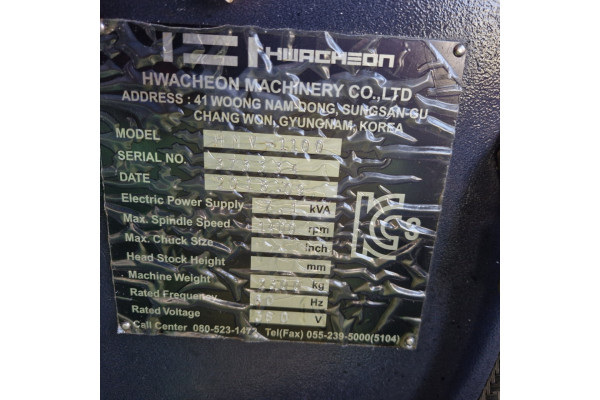 HWACHEON
HWACHEON MACHINERY CO.,LTD
ADDRESS : 41 WOONG NAM-DONG, SUNGSAN-GU
CHANG WON, GYUNGNAM, KOREA
MODEL
SERIAL NO.
DATE
Electric Power Supply kVA
Max. Spindle Speed rpm
Max. Chuck Size inch
Head Stock Height mm
Machine Weight kg
Rated Frequency Hz
Rated Voltage V
Call Center 080-523-1472 Tel(Fax) 055-239-5000(5104)